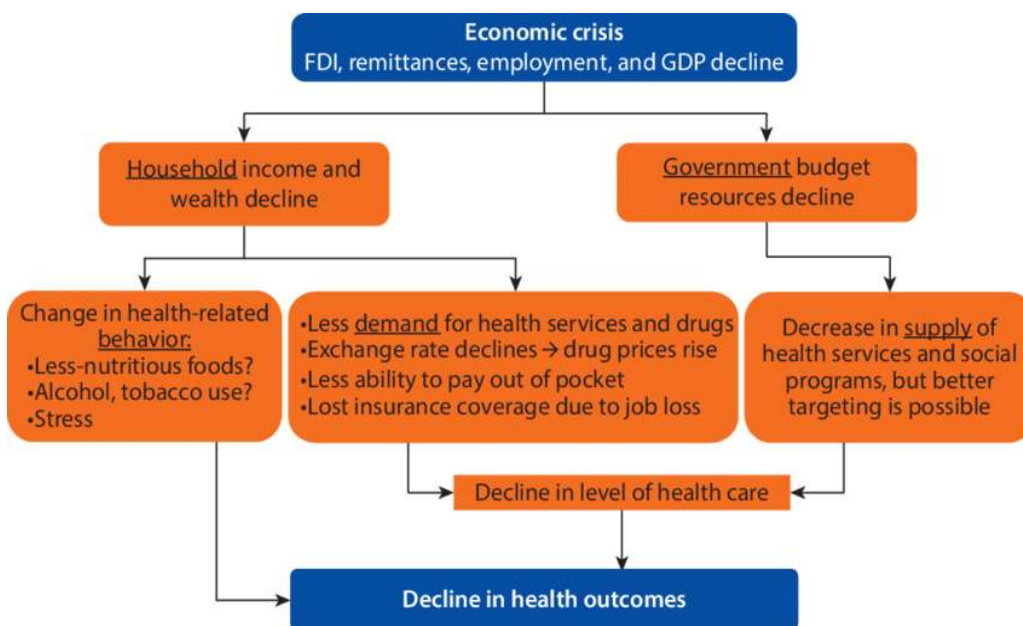 Economic crisis
FDI, remittances, employment, and GDP decline
Household income and
wealth decline
Government budget
resources decline
Change in health-related
behavior:
•Less-nutritious foods?
•Alcohol, tobacco use?
•Stress
•Less demand for health services and drugs
•Exchange rate declines → drug prices rise
•Less ability to pay out of pocket
•Lost insurance coverage due to job loss
Decrease in supply of
health services and social
programs, but better
targeting is possible
Decline in level of health care
Decline in health outcomes